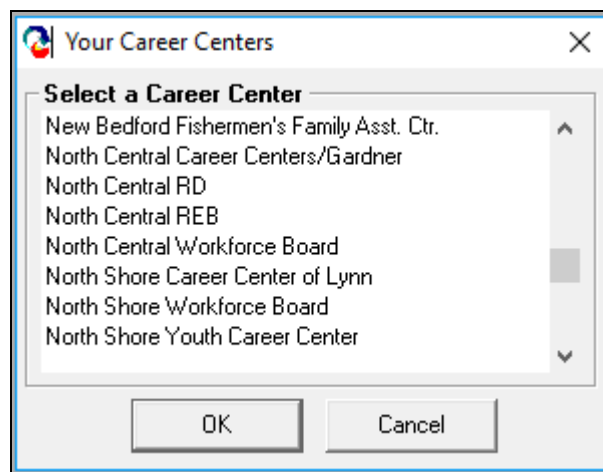 Your Career Centers
Select a Career Center
New Bedford Fishermen's Family Asst. Ctr.
North Central Career Centers/Gardner
North Central RD
North Central REB
North Central Workforce Board
North Shore Career Center of Lynn
North Shore Workforce Board
North Shore Youth Career Center
OK Cancel